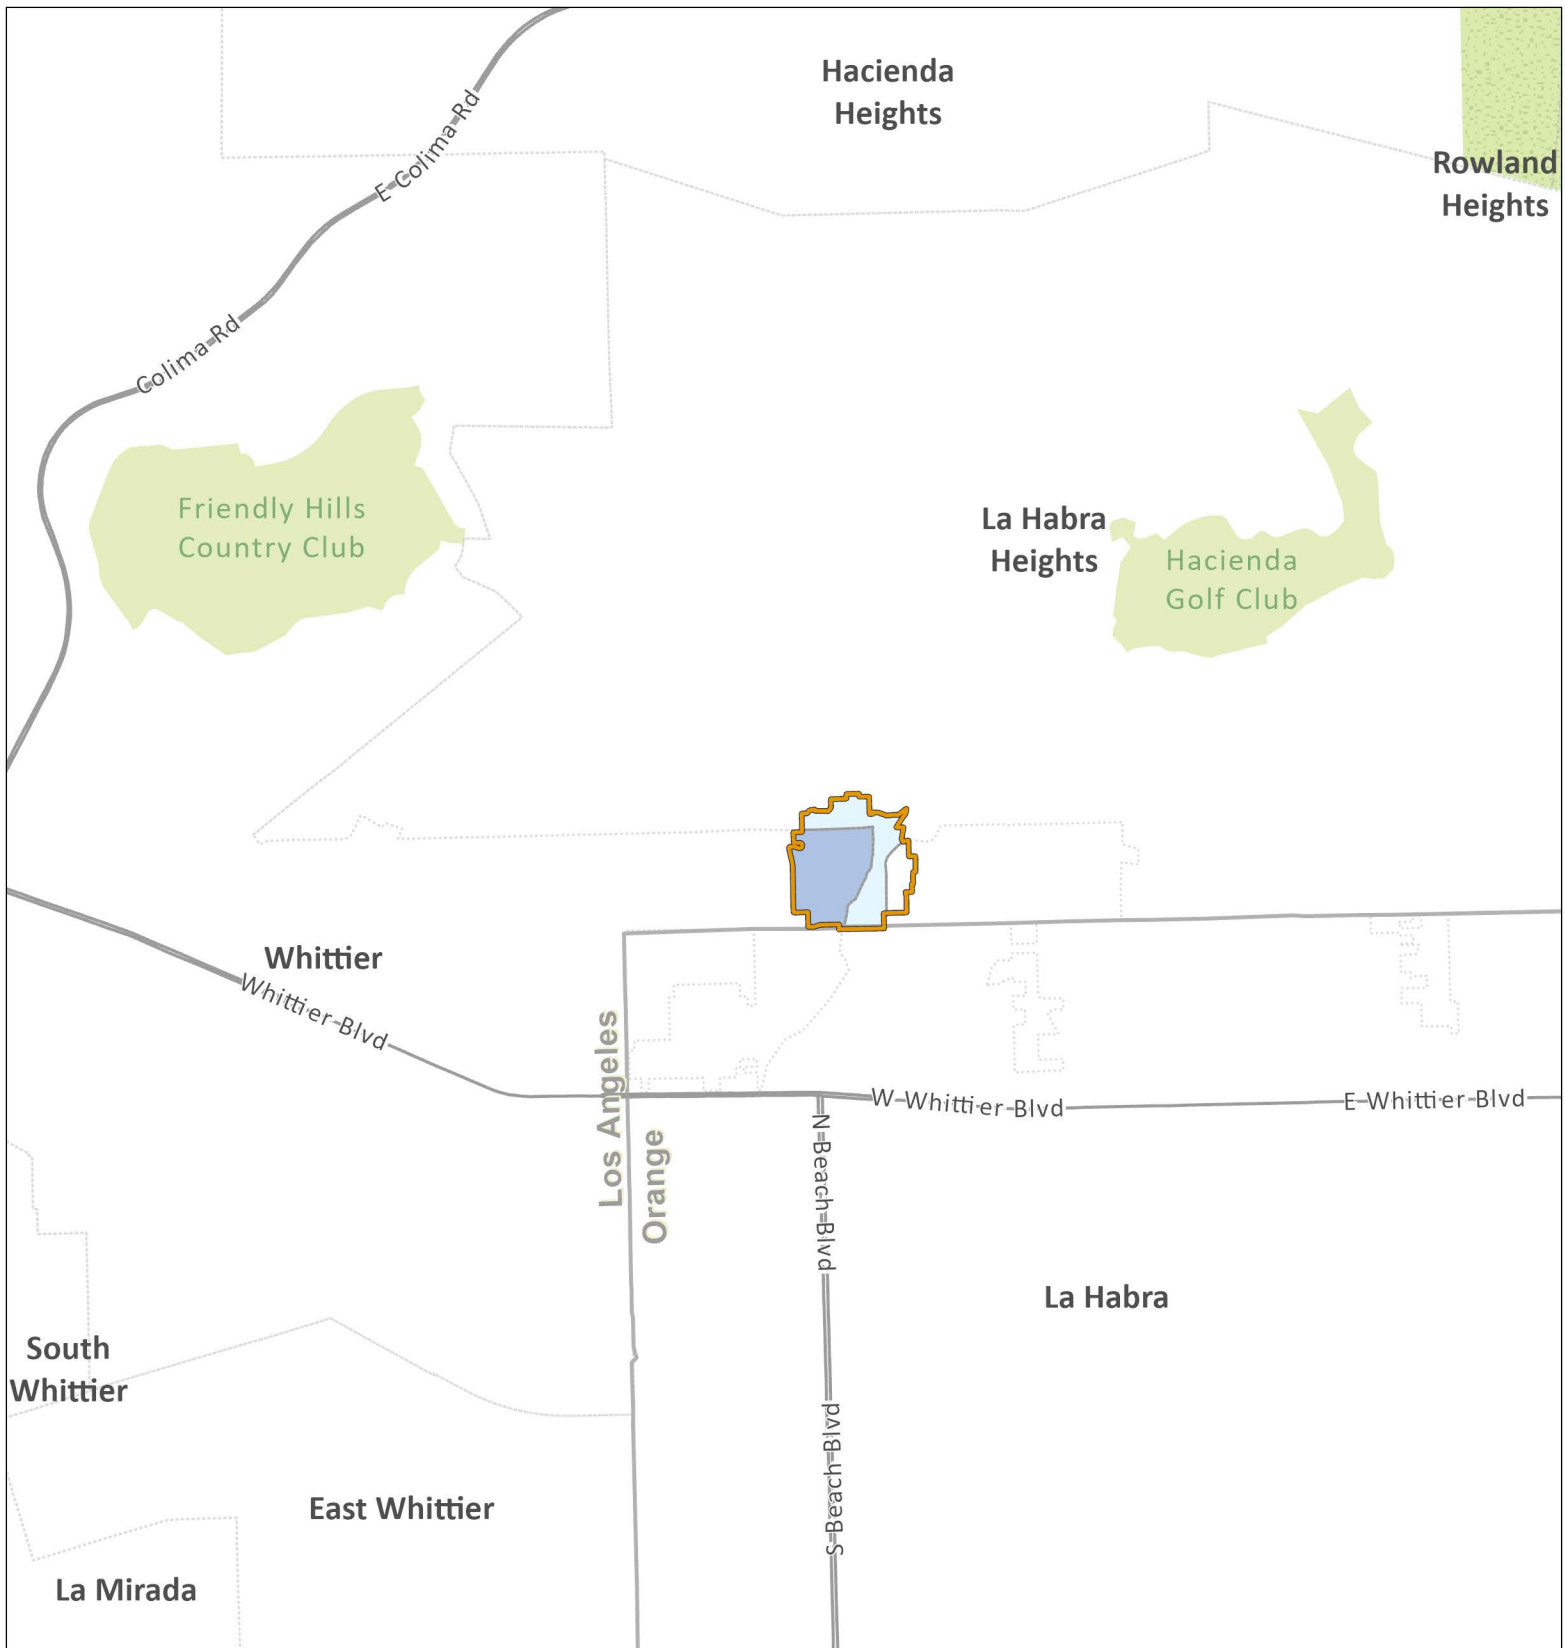 Hacienda
Heights
E Colima Rd
Rowland
Heights
Colima Rd
Friendly Hills
Country Club
La Habra
Heights
Hacienda
Golf Club
Whittier
Whittier Blvd
Los Angeles
Orange
W Whittier Blvd
E Whittier Blvd
N Beach Blvd
La Habra
South
Whittier
S Beach Blvd
East Whittier
La Mirada